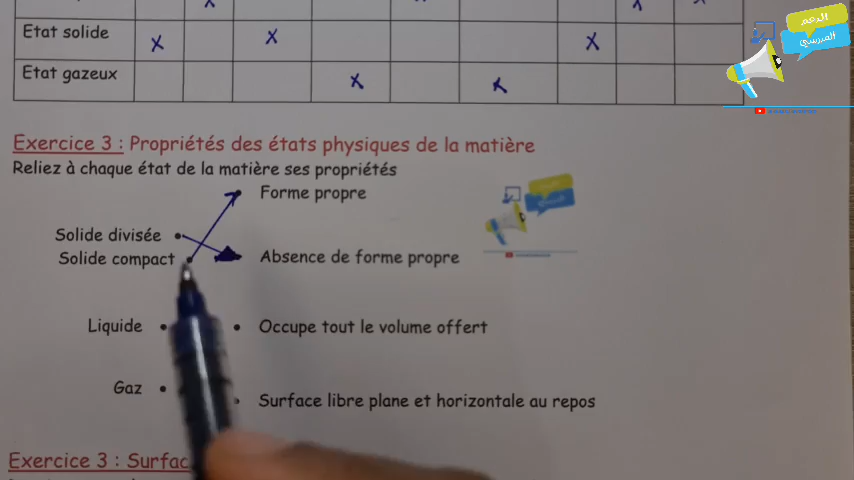 Etat solide X X X
Etat gazeux X X
الدعم
المدرسي
Exercice 3 : Propriétés des états physiques de la matière
Reliez à chaque état de la matière ses propriétés
Forme propre
Solide divisée
Solide compact
Absence de forme propre
Liquide
Occupe tout le volume offert
Gaz
Surface libre plane et horizontale au repos
Exercice 3 : Surfac